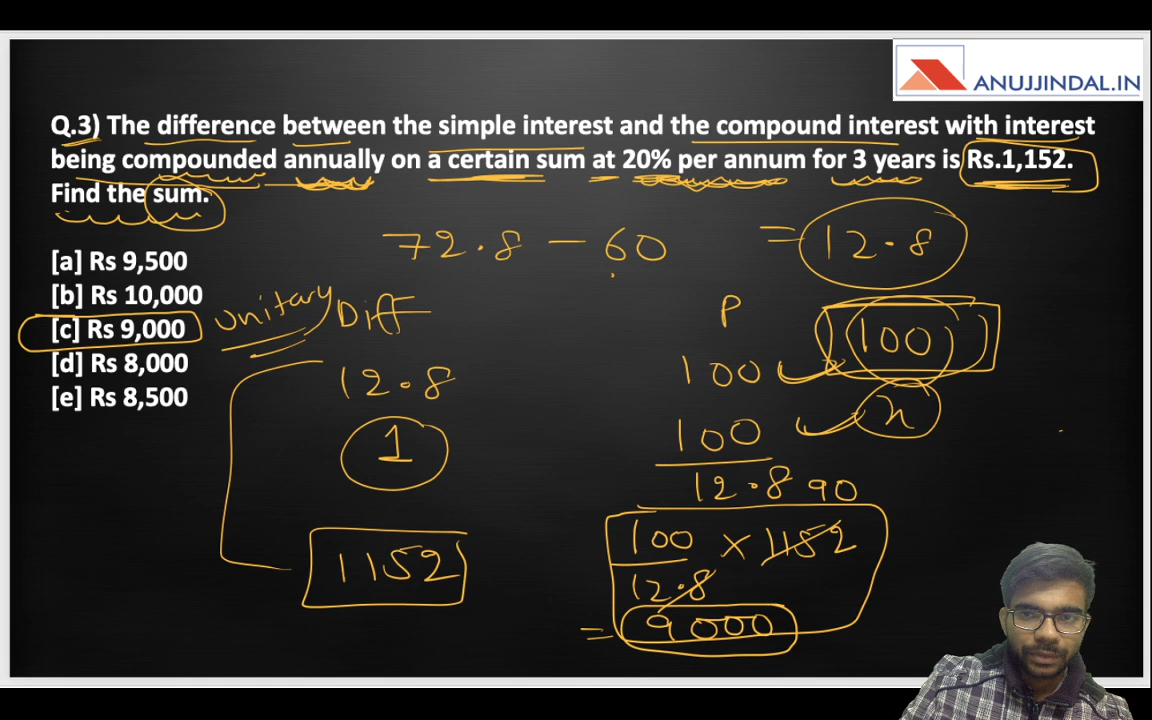 ANUJJINDAL.IN
Q.3) The difference between the simple interest and the compound interest with interest
being compounded annually on a certain sum at 20% per annum for 3 years is Rs.1,152.
Find the sum.
72.8 - 60 = 12.8
[a] Rs 9,500
[b] Rs 10,000
[c] Rs 9,000
[d] Rs 8,000
[e] Rs 8,500
unitary
Diff
P
12.8
100
(100)
1
100
12.8
x
1152
90
100 × 1152
12.8
= 9000